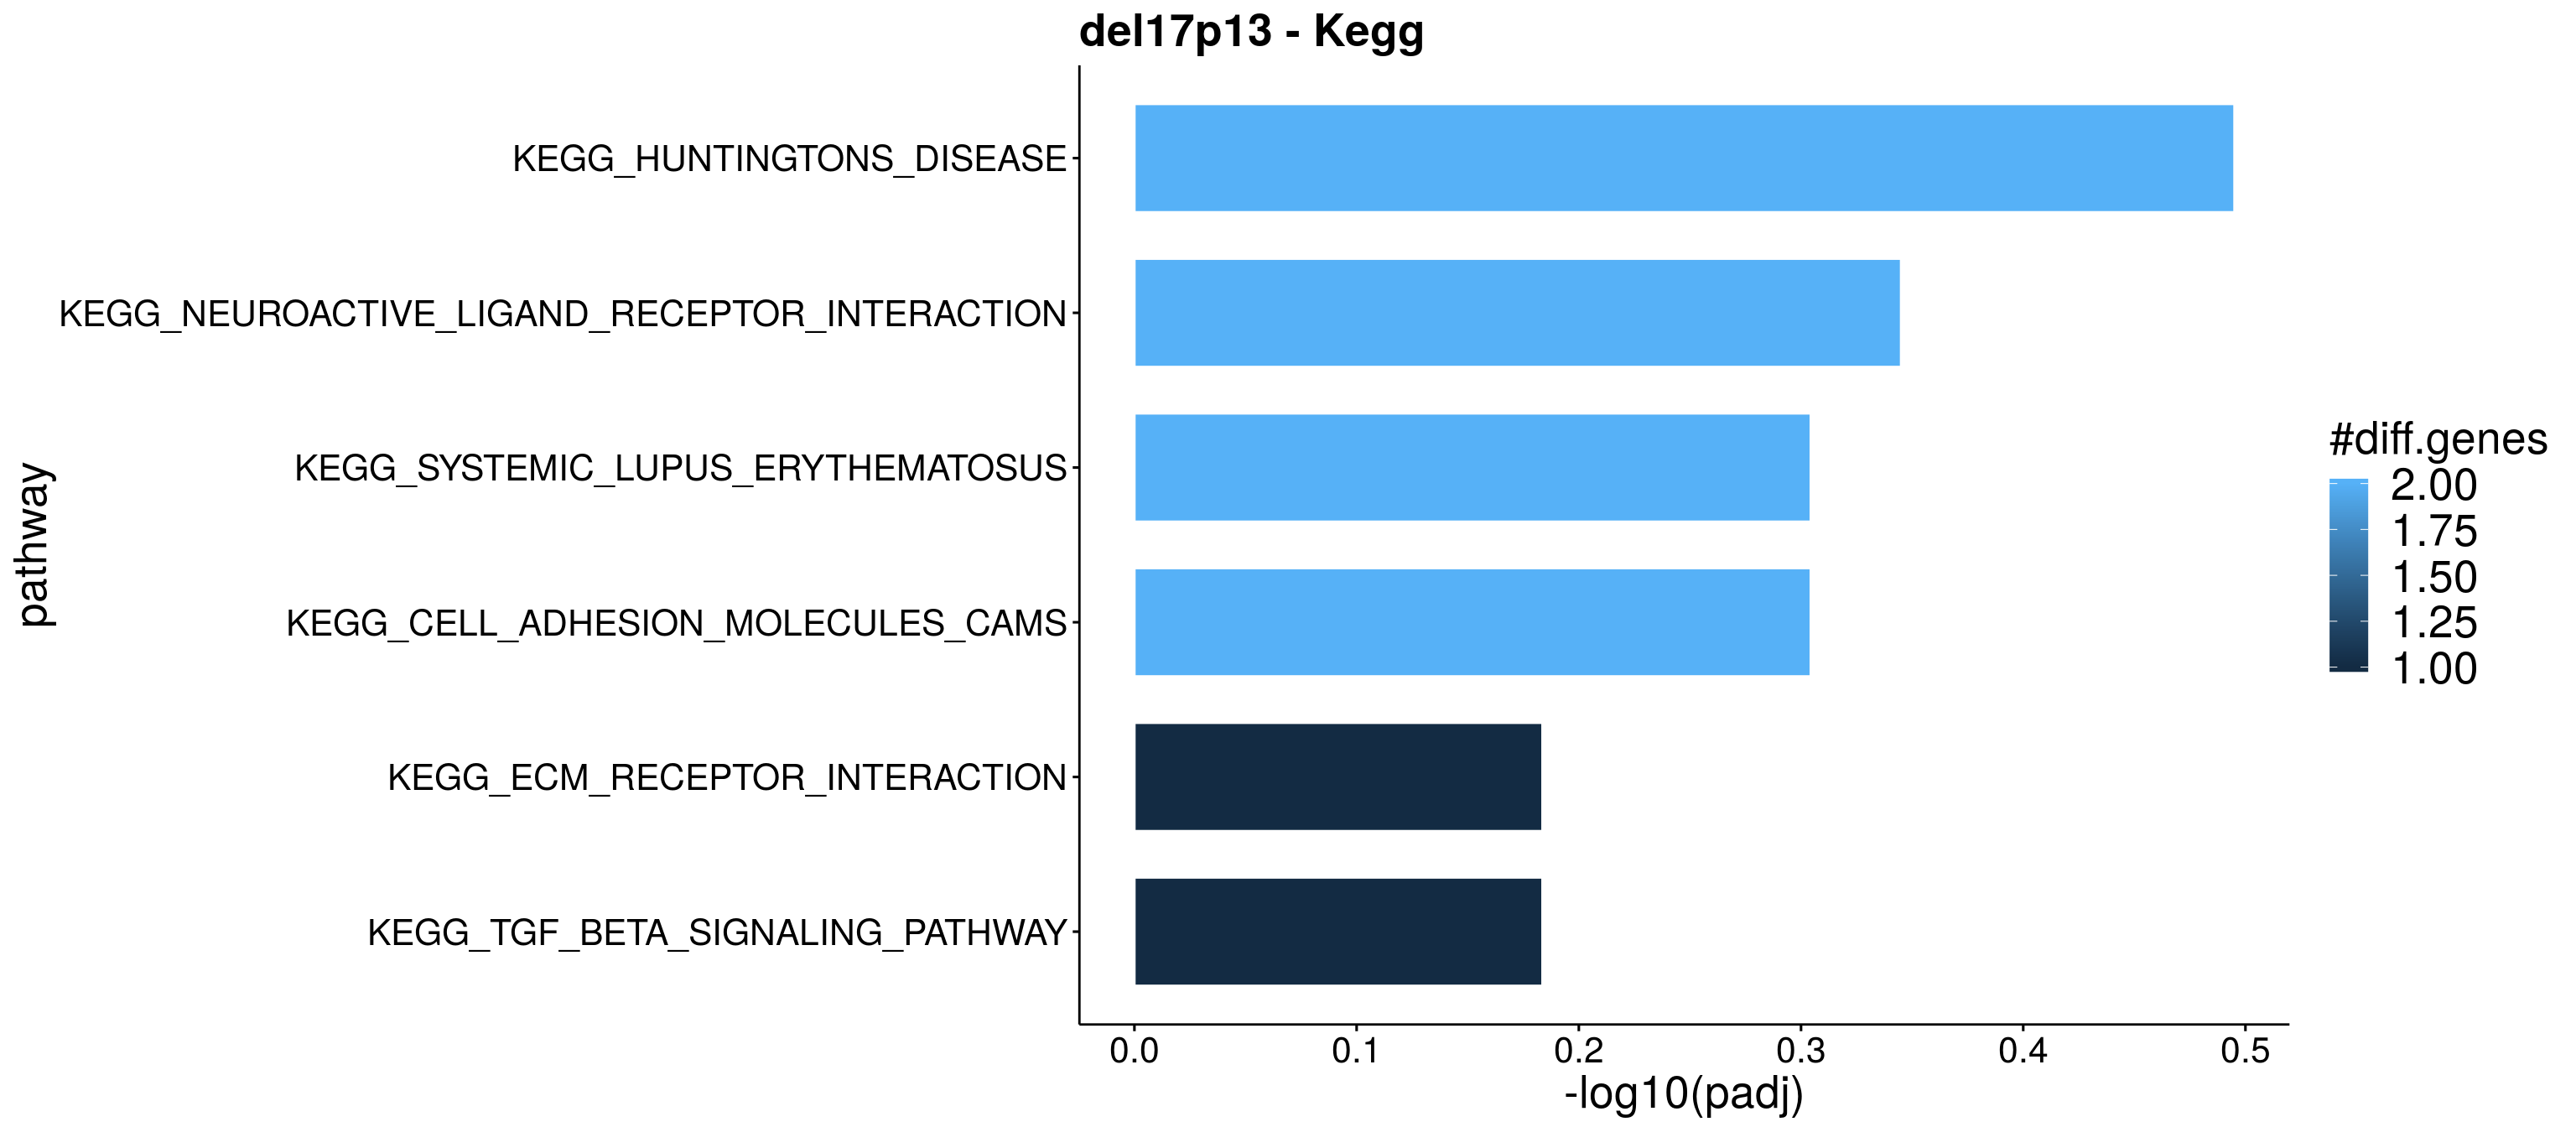 del17p13 - Kegg
KEGG_HUNTINGTONS_DISEASE
KEGG_NEUROACTIVE_LIGAND_RECEPTOR_INTERACTION
KEGG_SYSTEMIC_LUPUS_ERYTHEMATOSUS
KEGG_CELL_ADHESION_MOLECULES_CAMS
KEGG_ECM_RECEPTOR_INTERACTION
KEGG_TGF_BETA_SIGNALING_PATHWAY
pathway
0.0 0.1 0.2 0.3 0.4 0.5
-log10(padj)
#diff.genes
2.00
1.75
1.50
1.25
1.00